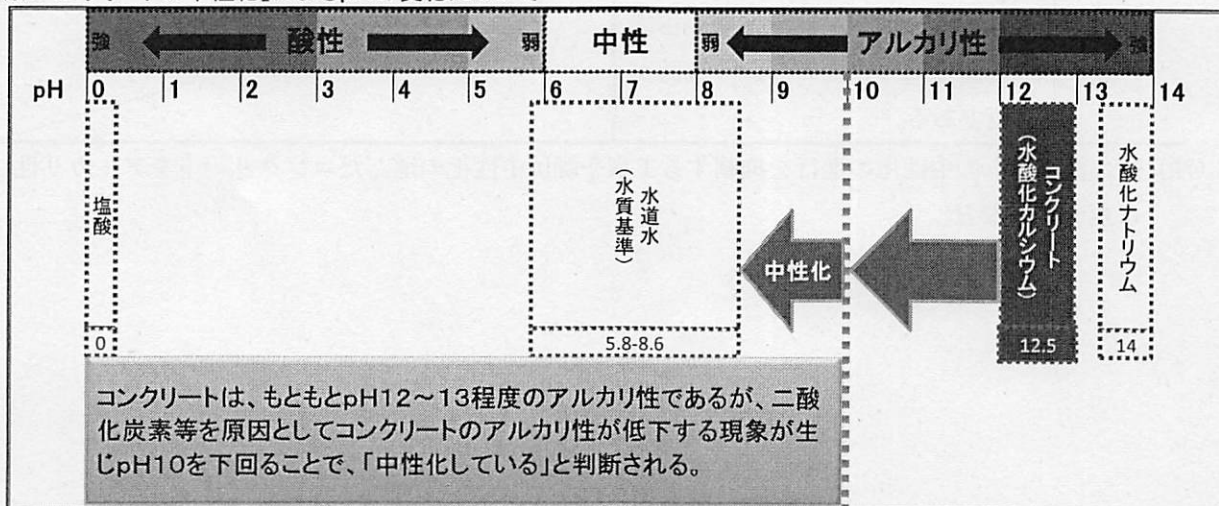 強 酸性 弱 中性 弱 アルカリ性 強
pH 0 1 2 3 4 5 6 7 8 9 10 11 12 13 14
塩酸
水道水
(水質基準)
中性化
コンクリート
(水酸化カルシウム)
水酸化ナトリウム
0 5.8-8.6 12.5 14
コンクリートは、もともとpH12～13程度のアルカリ性であるが、二酸
化炭素等を原因としてコンクリートのアルカリ性が低下する現象が生
じpH10を下回ることで、「中性化している」と判断される。